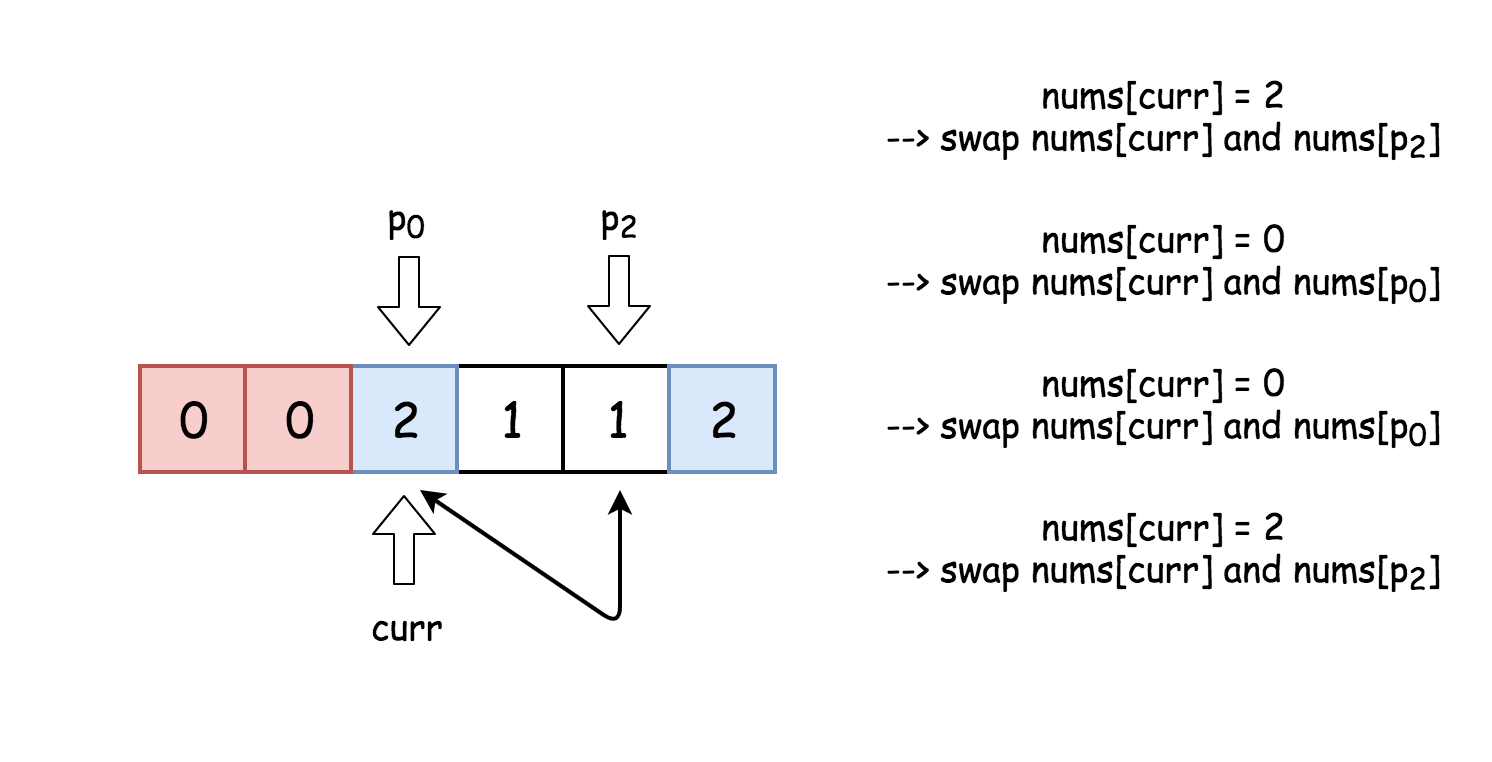 nums[curr] = 2
--> swap nums[curr] and nums[p2]
nums[curr] = 0
--> swap nums[curr] and nums[p0]
nums[curr] = 0
--> swap nums[curr] and nums[p0]
nums[curr] = 2
--> swap nums[curr] and nums[p2]
p0 p2
0 0 2 1 1 2
curr